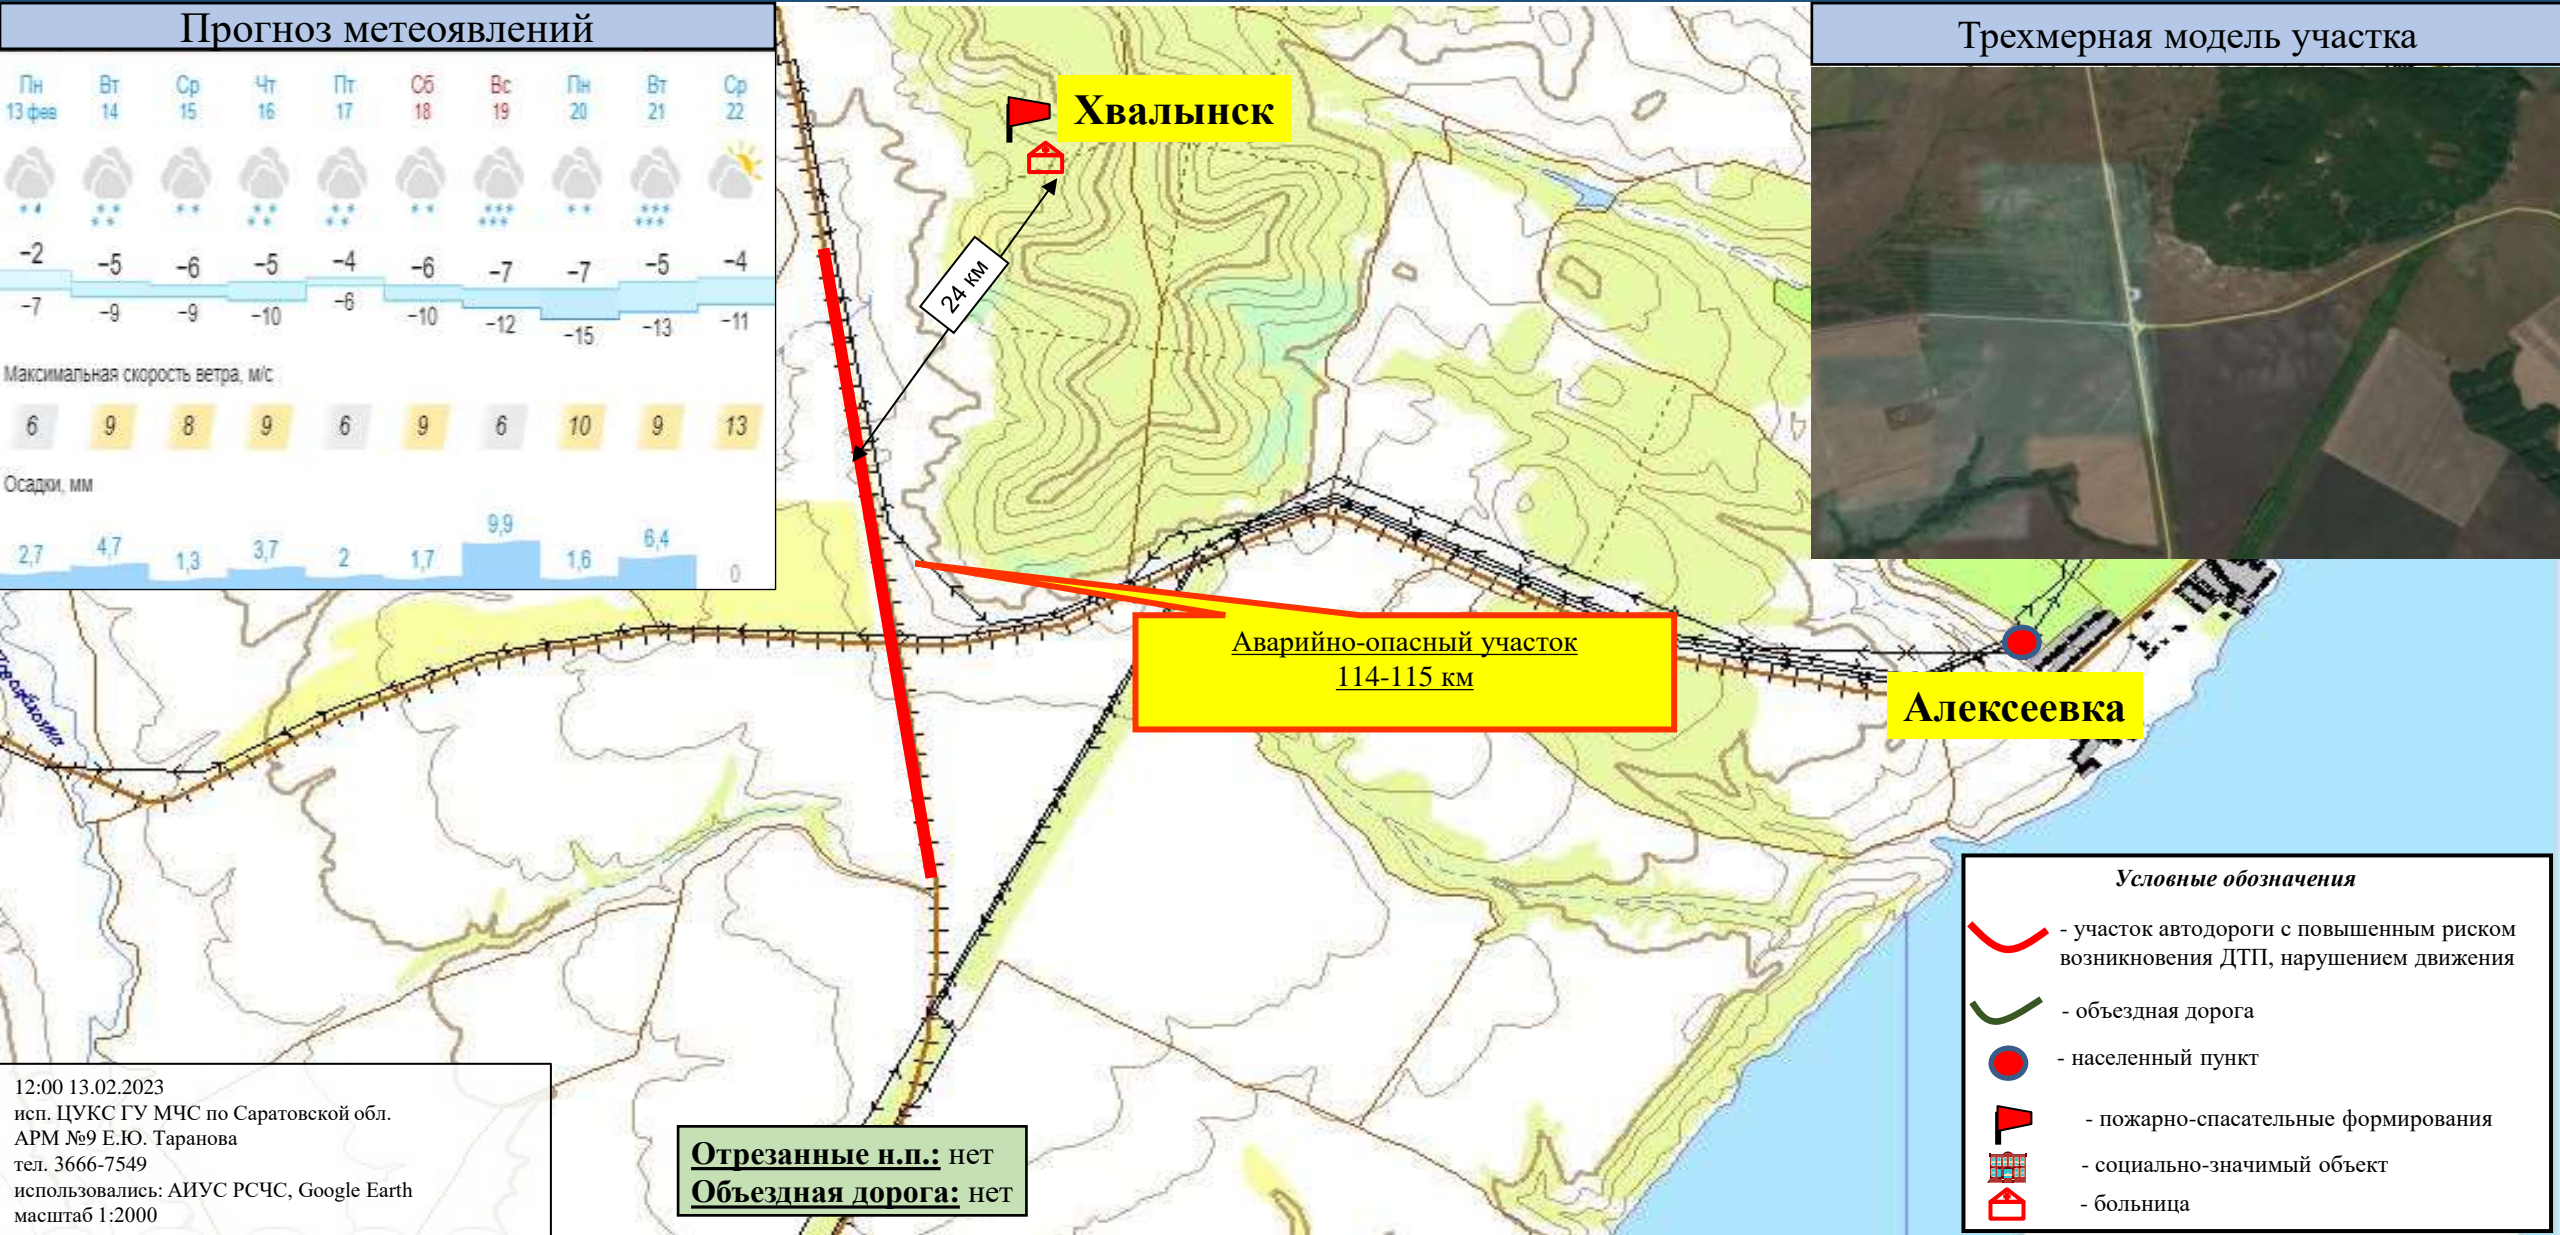 Прогноз метеоявлений
Пн Вт Ср Чт Пт Сб Вс Пн Вт Ср
13 фев 14 15 16 17 18 19 20 21 22
−2 −5 −6 −5 −4 −6 −7 −7 −5 −4
−7 −9 −9 −10 −6 −10 −12 −15 −13 −11
Максимальная скорость ветра, м/с
6 9 8 9 6 9 6 10 9 13
Осадки, мм
2,7 4,7 1,3 3,7 2 1,7 9,9 1,6 6,4 0
Хвалынск
24 км
Трехмерная модель участка
Аварийно-опасный участок
114-115 км
Алексеевка
12:00 13.02.2023
исп. ЦУКС ГУ МЧС по Саратовской обл.
АРМ №9 Е.Ю. Таранова
тел. 3666-7549
использовались: АИУС РСЧС, Google Earth
масштаб 1:2000
Отрезанные н.п.: нет
Объездная дорога: нет
Условные обозначения
- участок автодороги с повышенным риском
возникновения ДТП, нарушением движения
- объездная дорога
- населенный пункт
- пожарно-спасательные формирования
- социально-значимый объект
- больница